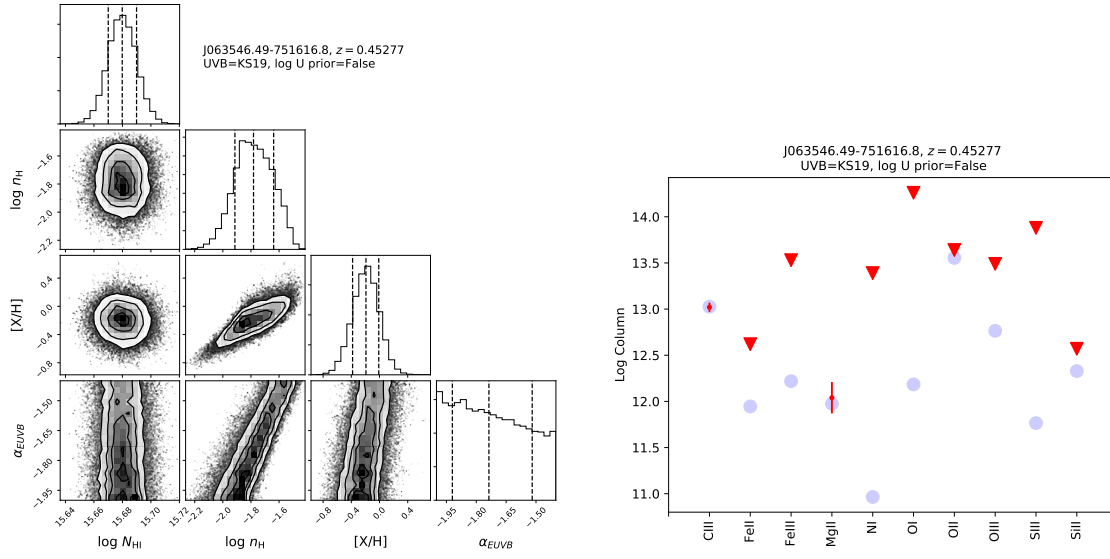 J063546.49-751616.8, z = 0.45277
UVB=KS19, log U prior=False
log n_H
−1.6
−1.8
−2.0
−2.2
[X/H]
0.4
−0.0
−0.4
−0.8
α_EUVB
−1.50
−1.65
−1.80
−1.95
15.64
15.66
15.68
15.70
15.72
log N_HI
−2.2
−2.0
−1.8
−1.6
log n_H
−0.8
−0.4
0.0
0.4
[X/H]
−1.95
−1.80
−1.65
−1.50
α_EUVB
J063546.49-751616.8, z = 0.45277
UVB=KS19, log U prior=False
Log Column
14.0
13.5
13.0
12.5
12.0
11.5
11.0
CIII
FeII
FeIII
MgII
NI
OI
OII
OIII
SIII
SiII